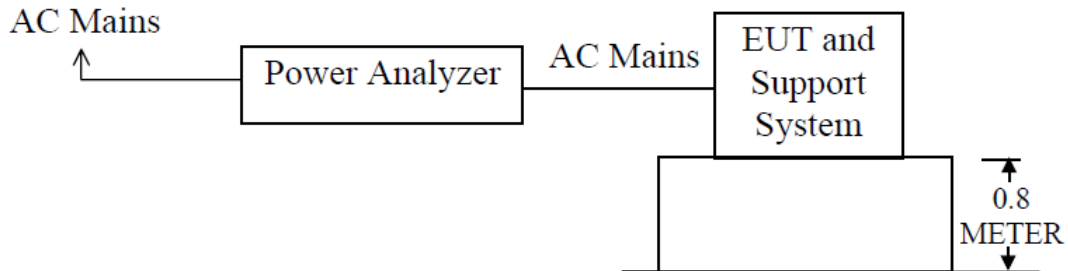 AC Mains
Power Analyzer
AC Mains
EUT and
Support
System
0.8
METER